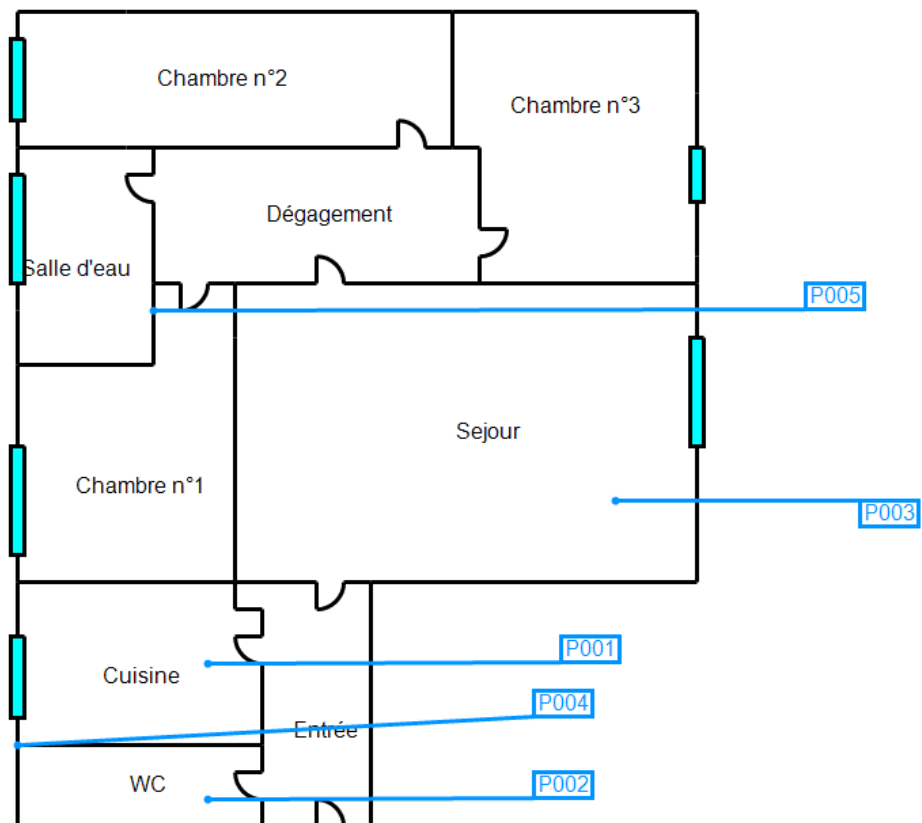 Chambre n°2
Chambre n°3
Dégagement
Salle d'eau
P005
Sejour
Chambre n°1
P003
P001
Cuisine
P004
Entrée
WC
P002